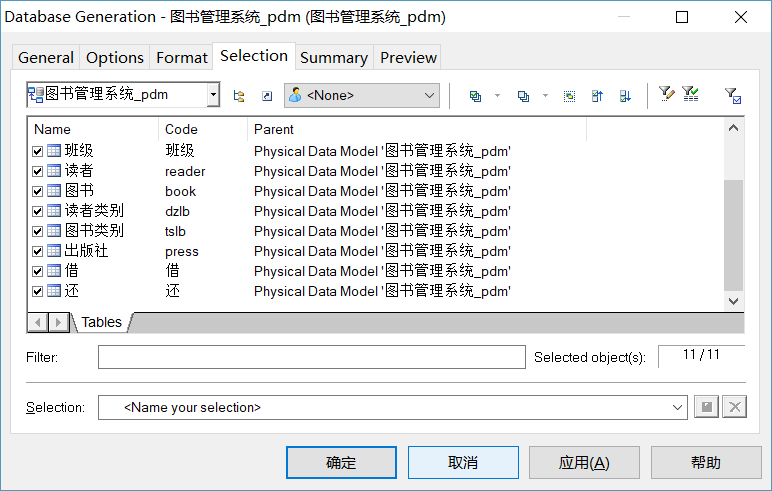 Database Generation - 图书管理系统_pdm (图书管理系统_pdm)
General Options Format Selection Summary Preview
图书管理系统_pdm <None>
Name Code Parent
班级 班级 Physical Data Model '图书管理系统_pdm'
读者 reader Physical Data Model '图书管理系统_pdm'
图书 book Physical Data Model '图书管理系统_pdm'
读者类别 dzlb Physical Data Model '图书管理系统_pdm'
图书类别 tslb Physical Data Model '图书管理系统_pdm'
出版社 press Physical Data Model '图书管理系统_pdm'
借 借 Physical Data Model '图书管理系统_pdm'
还 还 Physical Data Model '图书管理系统_pdm'
Tables
Filter: Selected object(s): 11 / 11
Selection: <Name your selection>
确定 取消 应用(A) 帮助